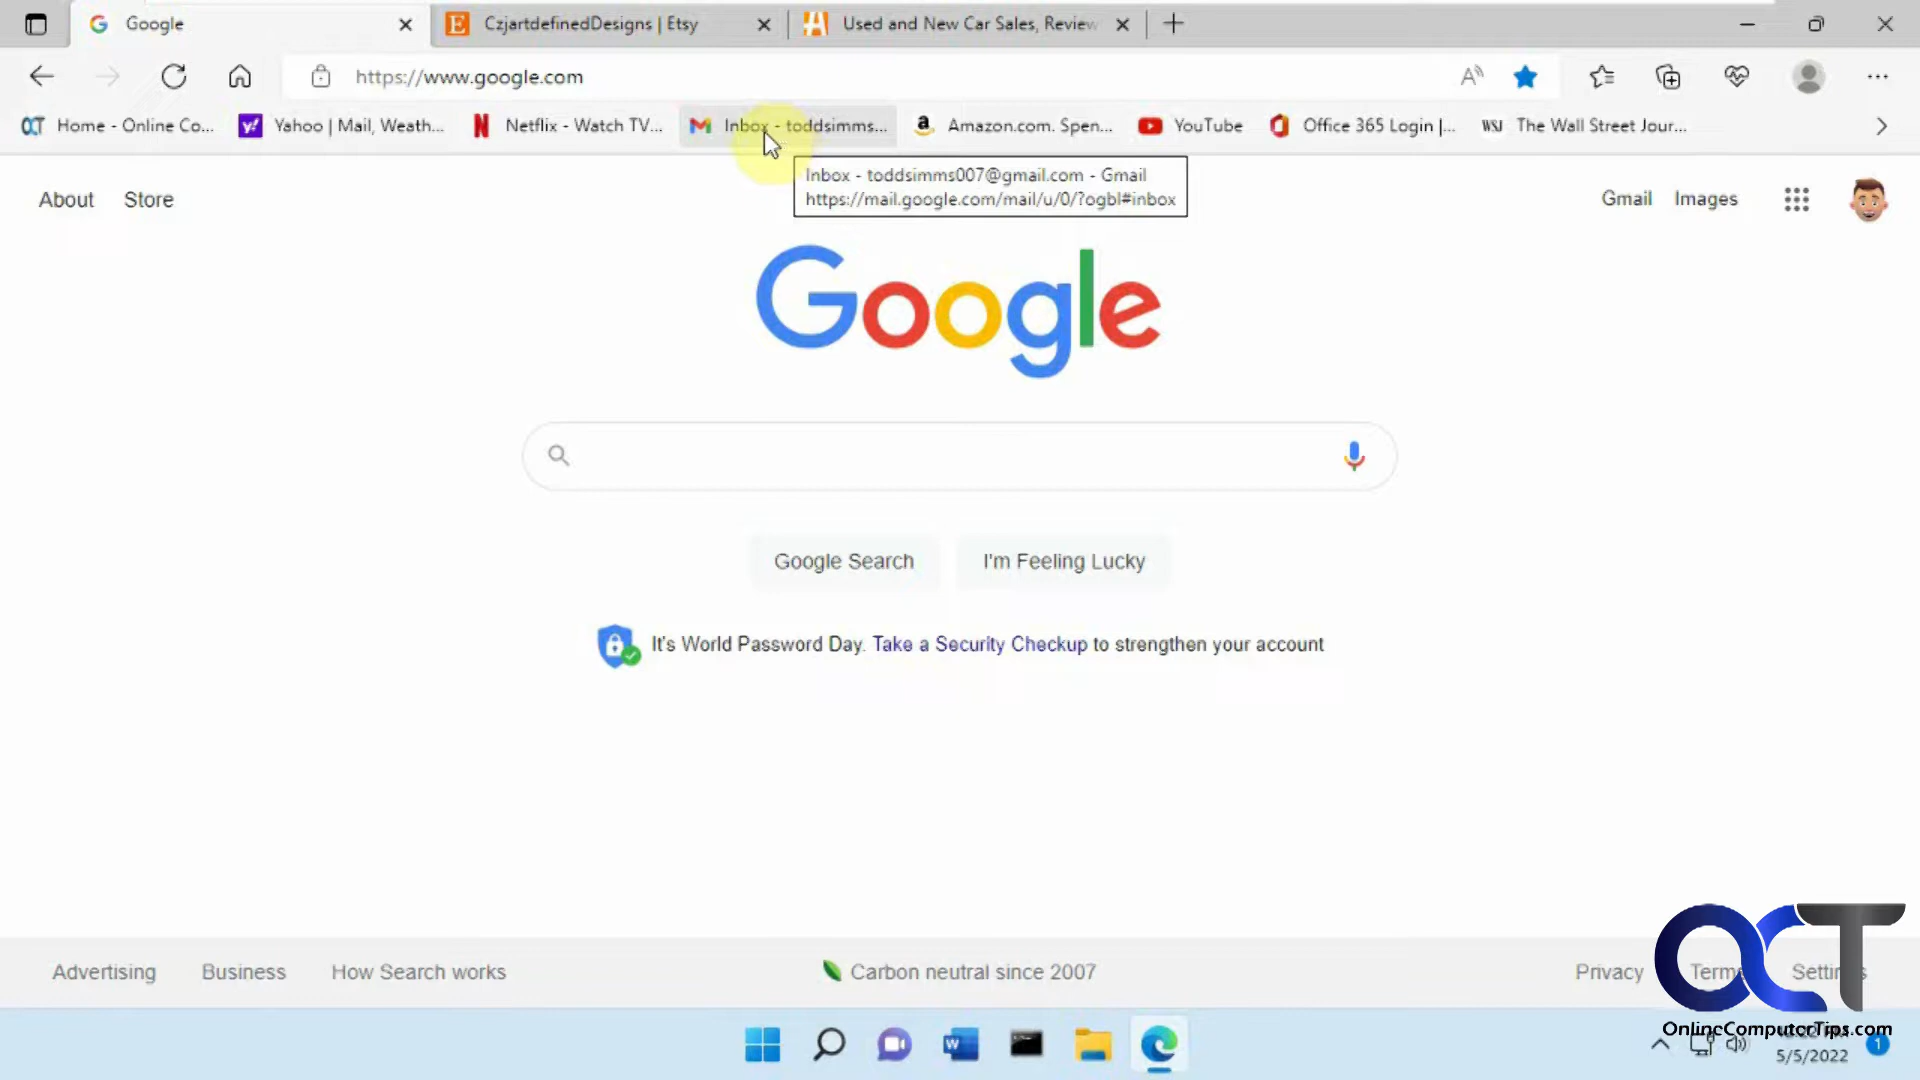 Google
CzjartdefinedDesigns | Etsy
Used and New Car Sales, Review
https://www.google.com
Home - Online Co...
Yahoo | Mail, Weath...
Netflix - Watch TV...
Inbox - toddsimms...
Amazon.com. Spen...
YouTube
Office 365 Login |...
WSJ The Wall Street Jour...
Inbox - toddsimms007@gmail.com - Gmail
https://mail.google.com/mail/u/0/?ogbl#inbox
About
Store
Gmail
Images
Google
Google Search
I'm Feeling Lucky
It's World Password Day. Take a Security Checkup to strengthen your account
Advertising
Business
How Search works
Carbon neutral since 2007
Privacy
OCT
OnlineComputerTips.com
5/5/2022
1